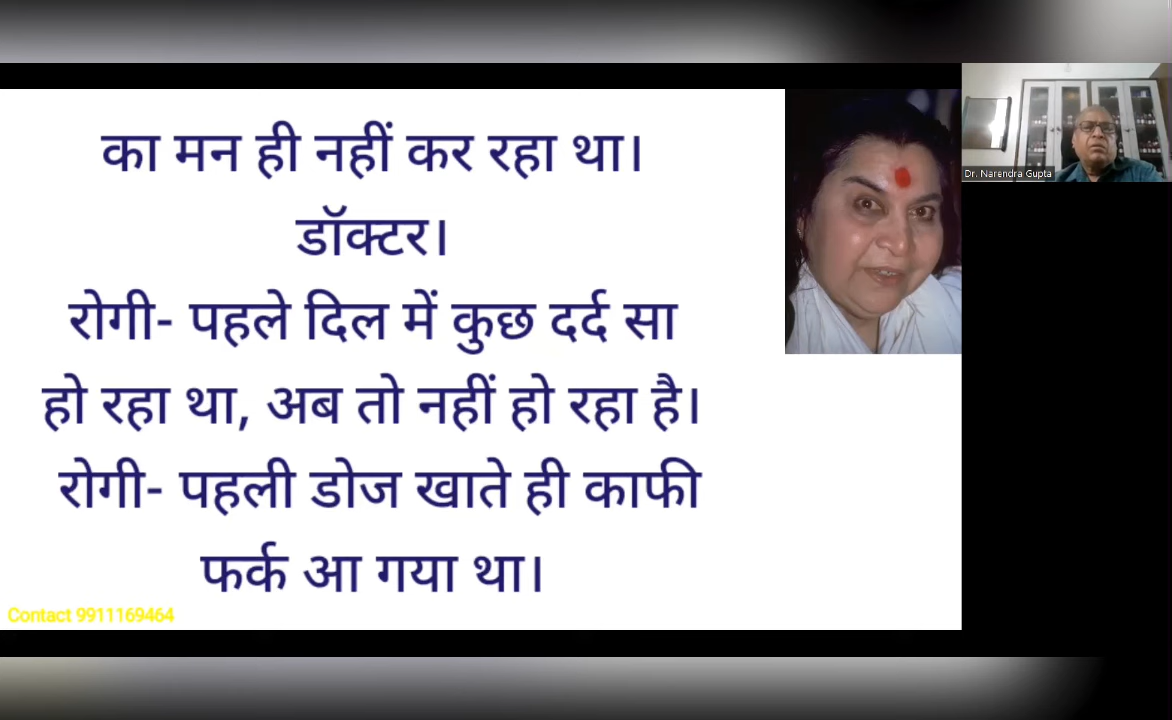 का मन ही नहीं कर रहा था।
डॉक्टर।
रोगी- पहले दिल में कुछ दर्द सा
हो रहा था, अब तो नहीं हो रहा है।
रोगी- पहली डोज खाते ही काफी
फर्क आ गया था।
Contact 9911169464
Dr. Narendra Gupta